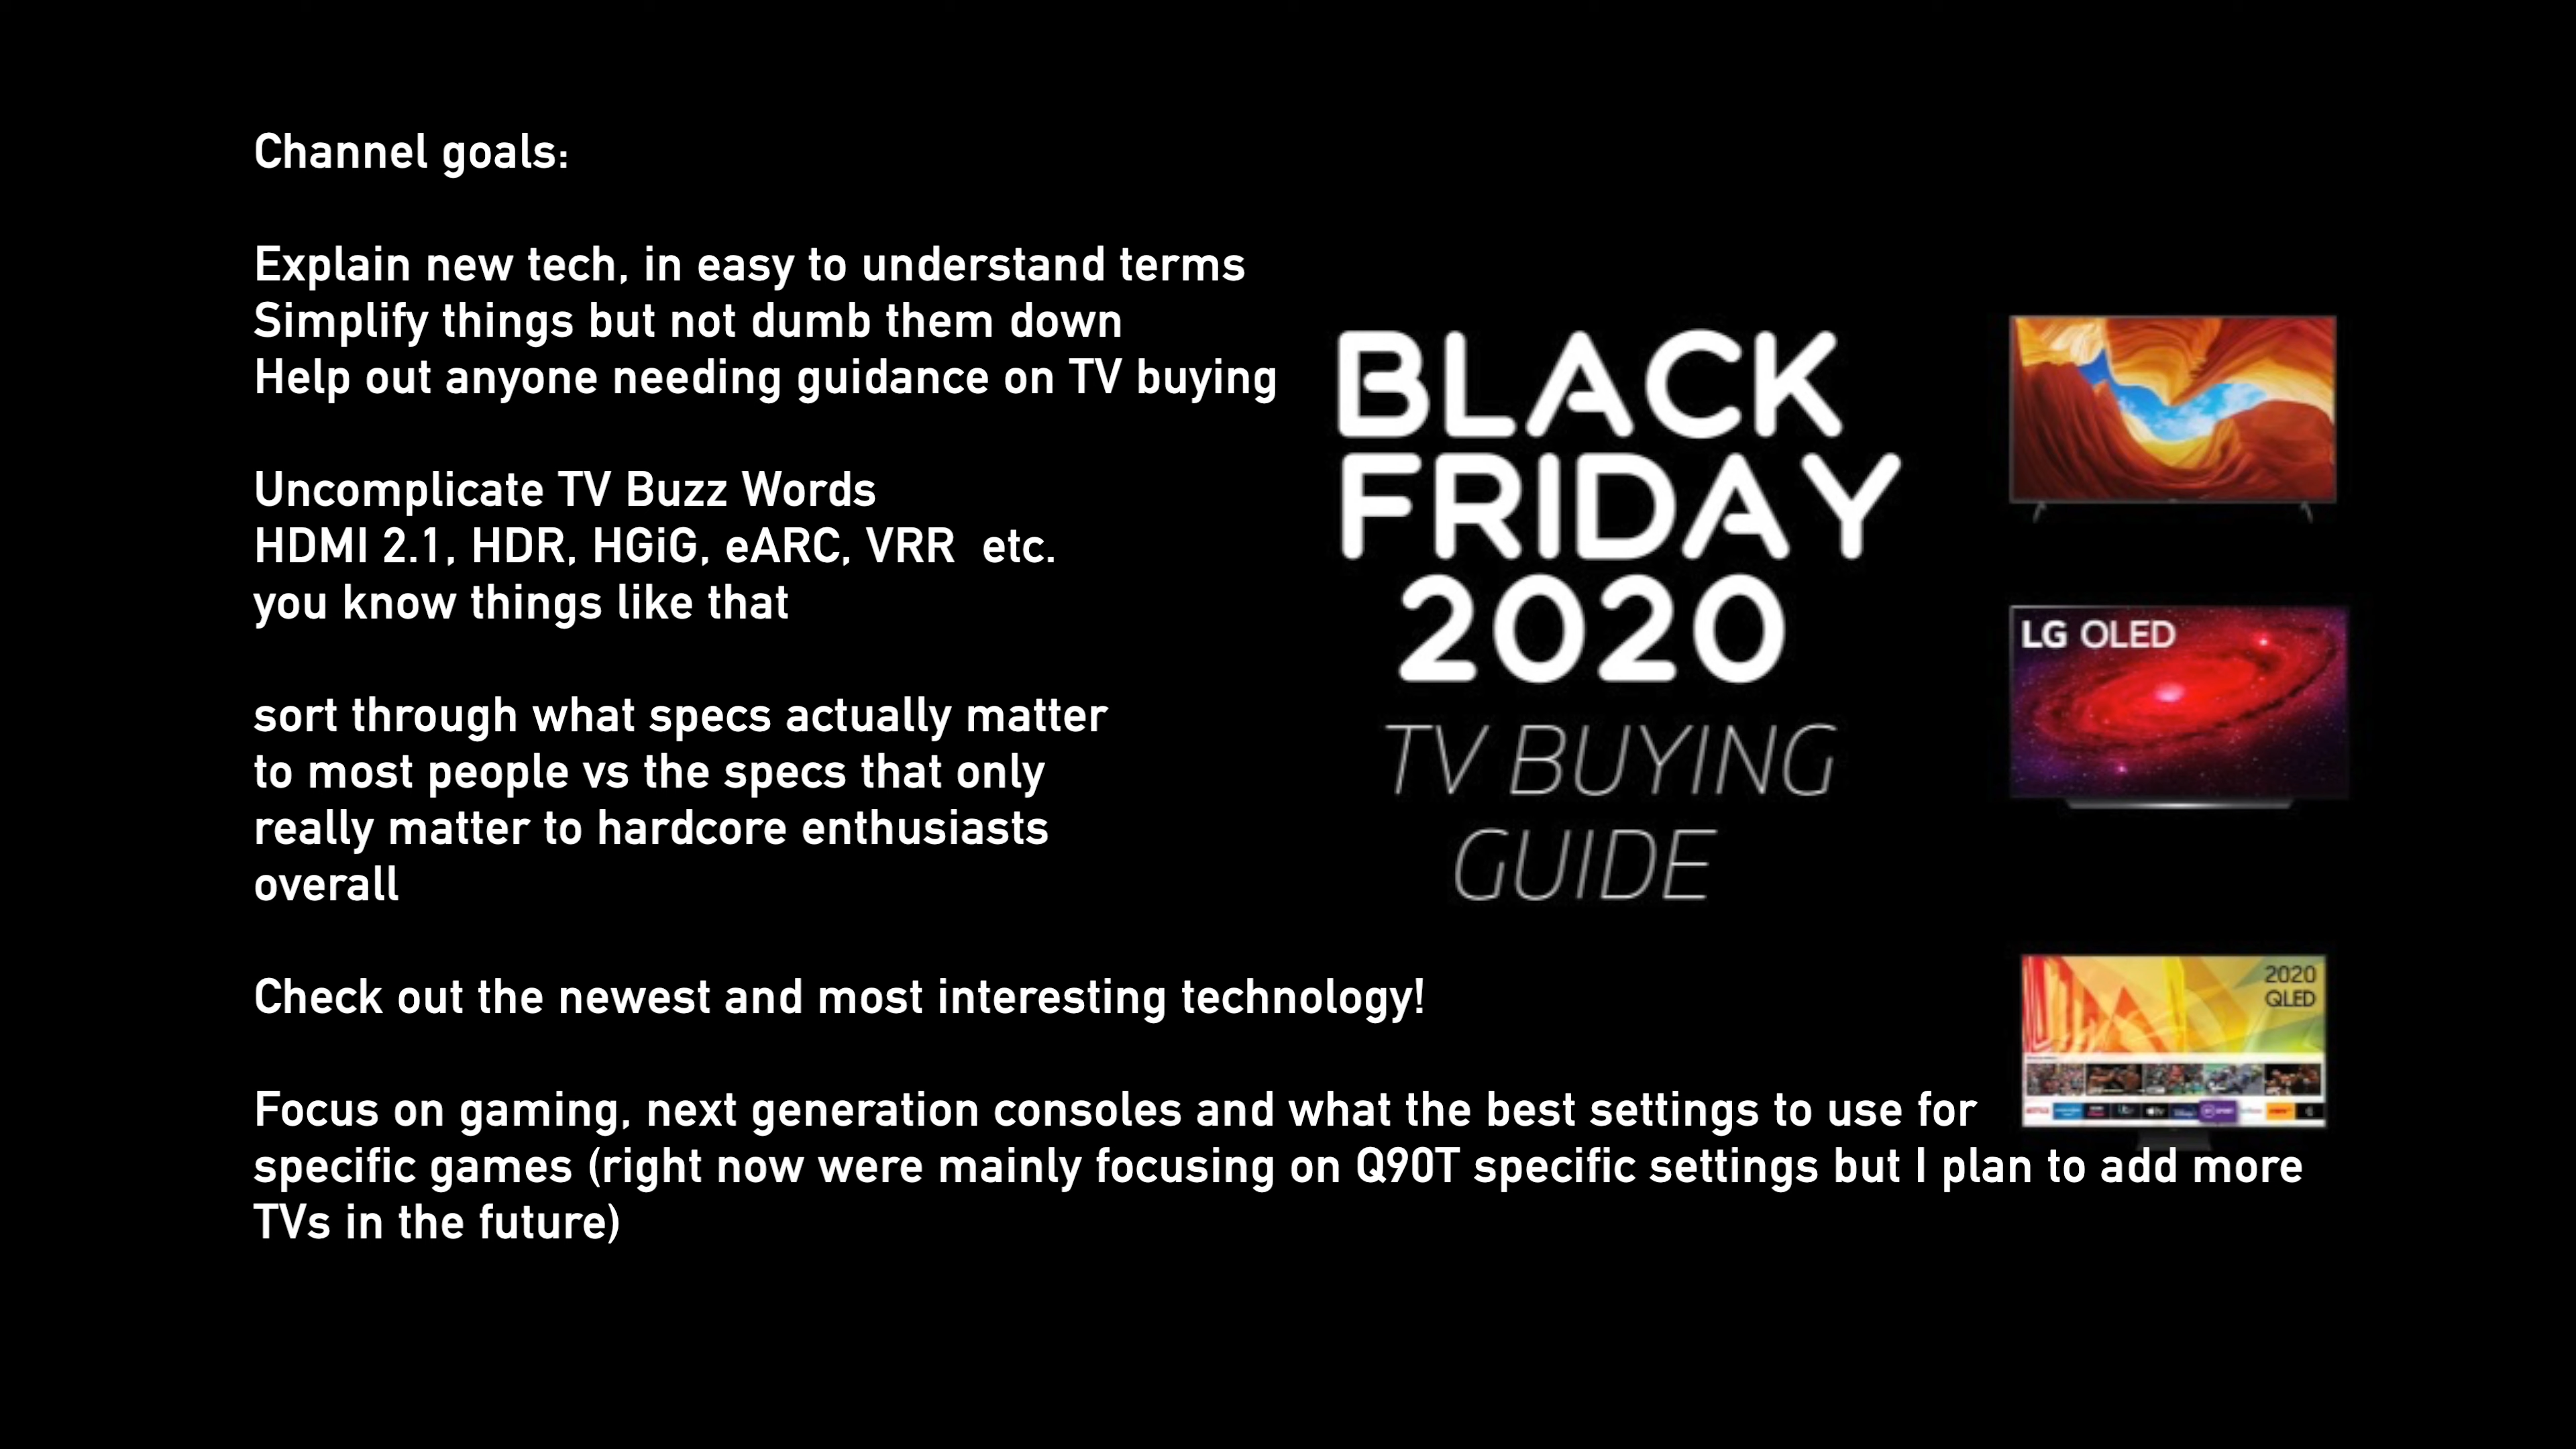 Channel goals:
Explain new tech, in easy to understand terms
Simplify things but not dumb them down
Help out anyone needing guidance on TV buying
Uncomplicate TV Buzz Words
HDMI 2.1, HDR, HGiG, eARC, VRR  etc.
you know things like that
sort through what specs actually matter
to most people vs the specs that only
really matter to hardcore enthusiasts
overall
Check out the newest and most interesting technology!
Focus on gaming, next generation consoles and what the best settings to use for
specific games (right now were mainly focusing on Q90T specific settings but I plan to add more
TVs in the future)
BLACK
FRIDAY
2020
TV BUYING
GUIDE
LG OLED
2020
QLED